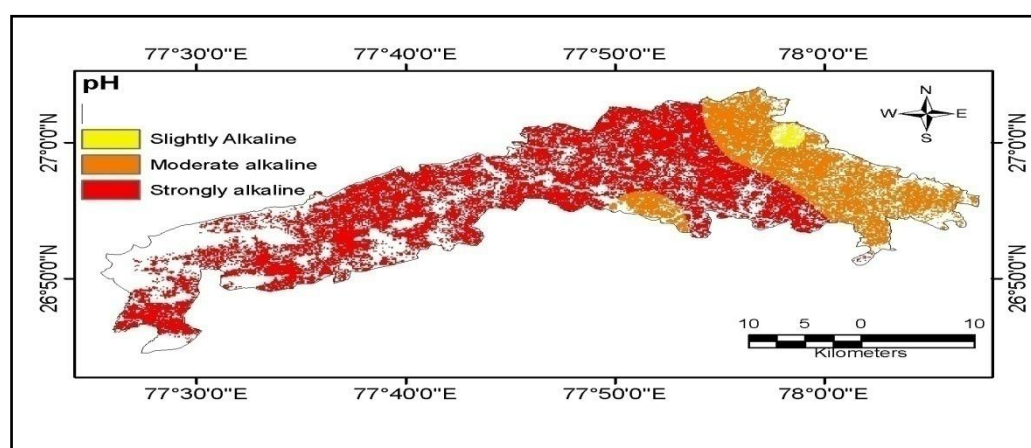 77°30'0"E 77°40'0"E 77°50'0"E 78°0'0"E
pH
N
W E
S
Slightly Alkaline
Moderate alkaline
Strongly alkaline
27°0'0"N 27°0'0"N
26°50'0"N 26°50'0"N
10 5 0 10
Kilometers
77°30'0"E 77°40'0"E 77°50'0"E 78°0'0"E